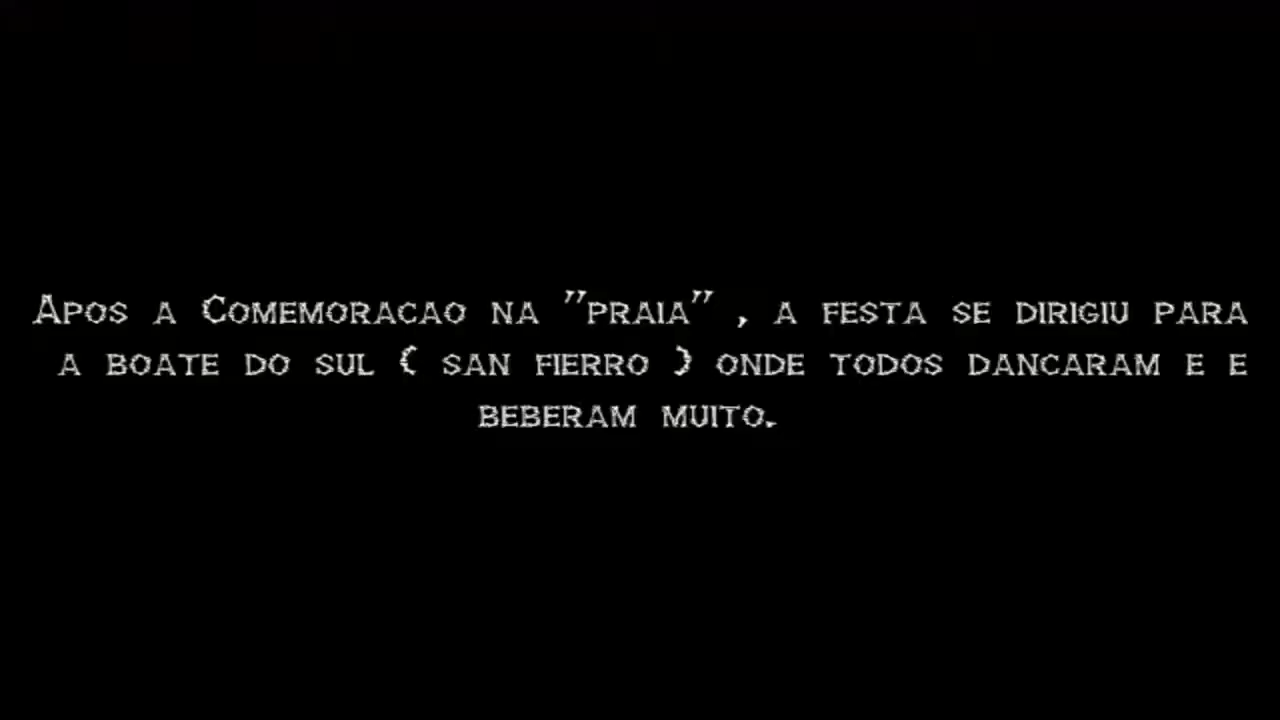 Apos a Comemoracao na "praia" , a festa se dirigiu para
a boate do sul ( san fierro ) onde todos dancaram e e
beberam muito.